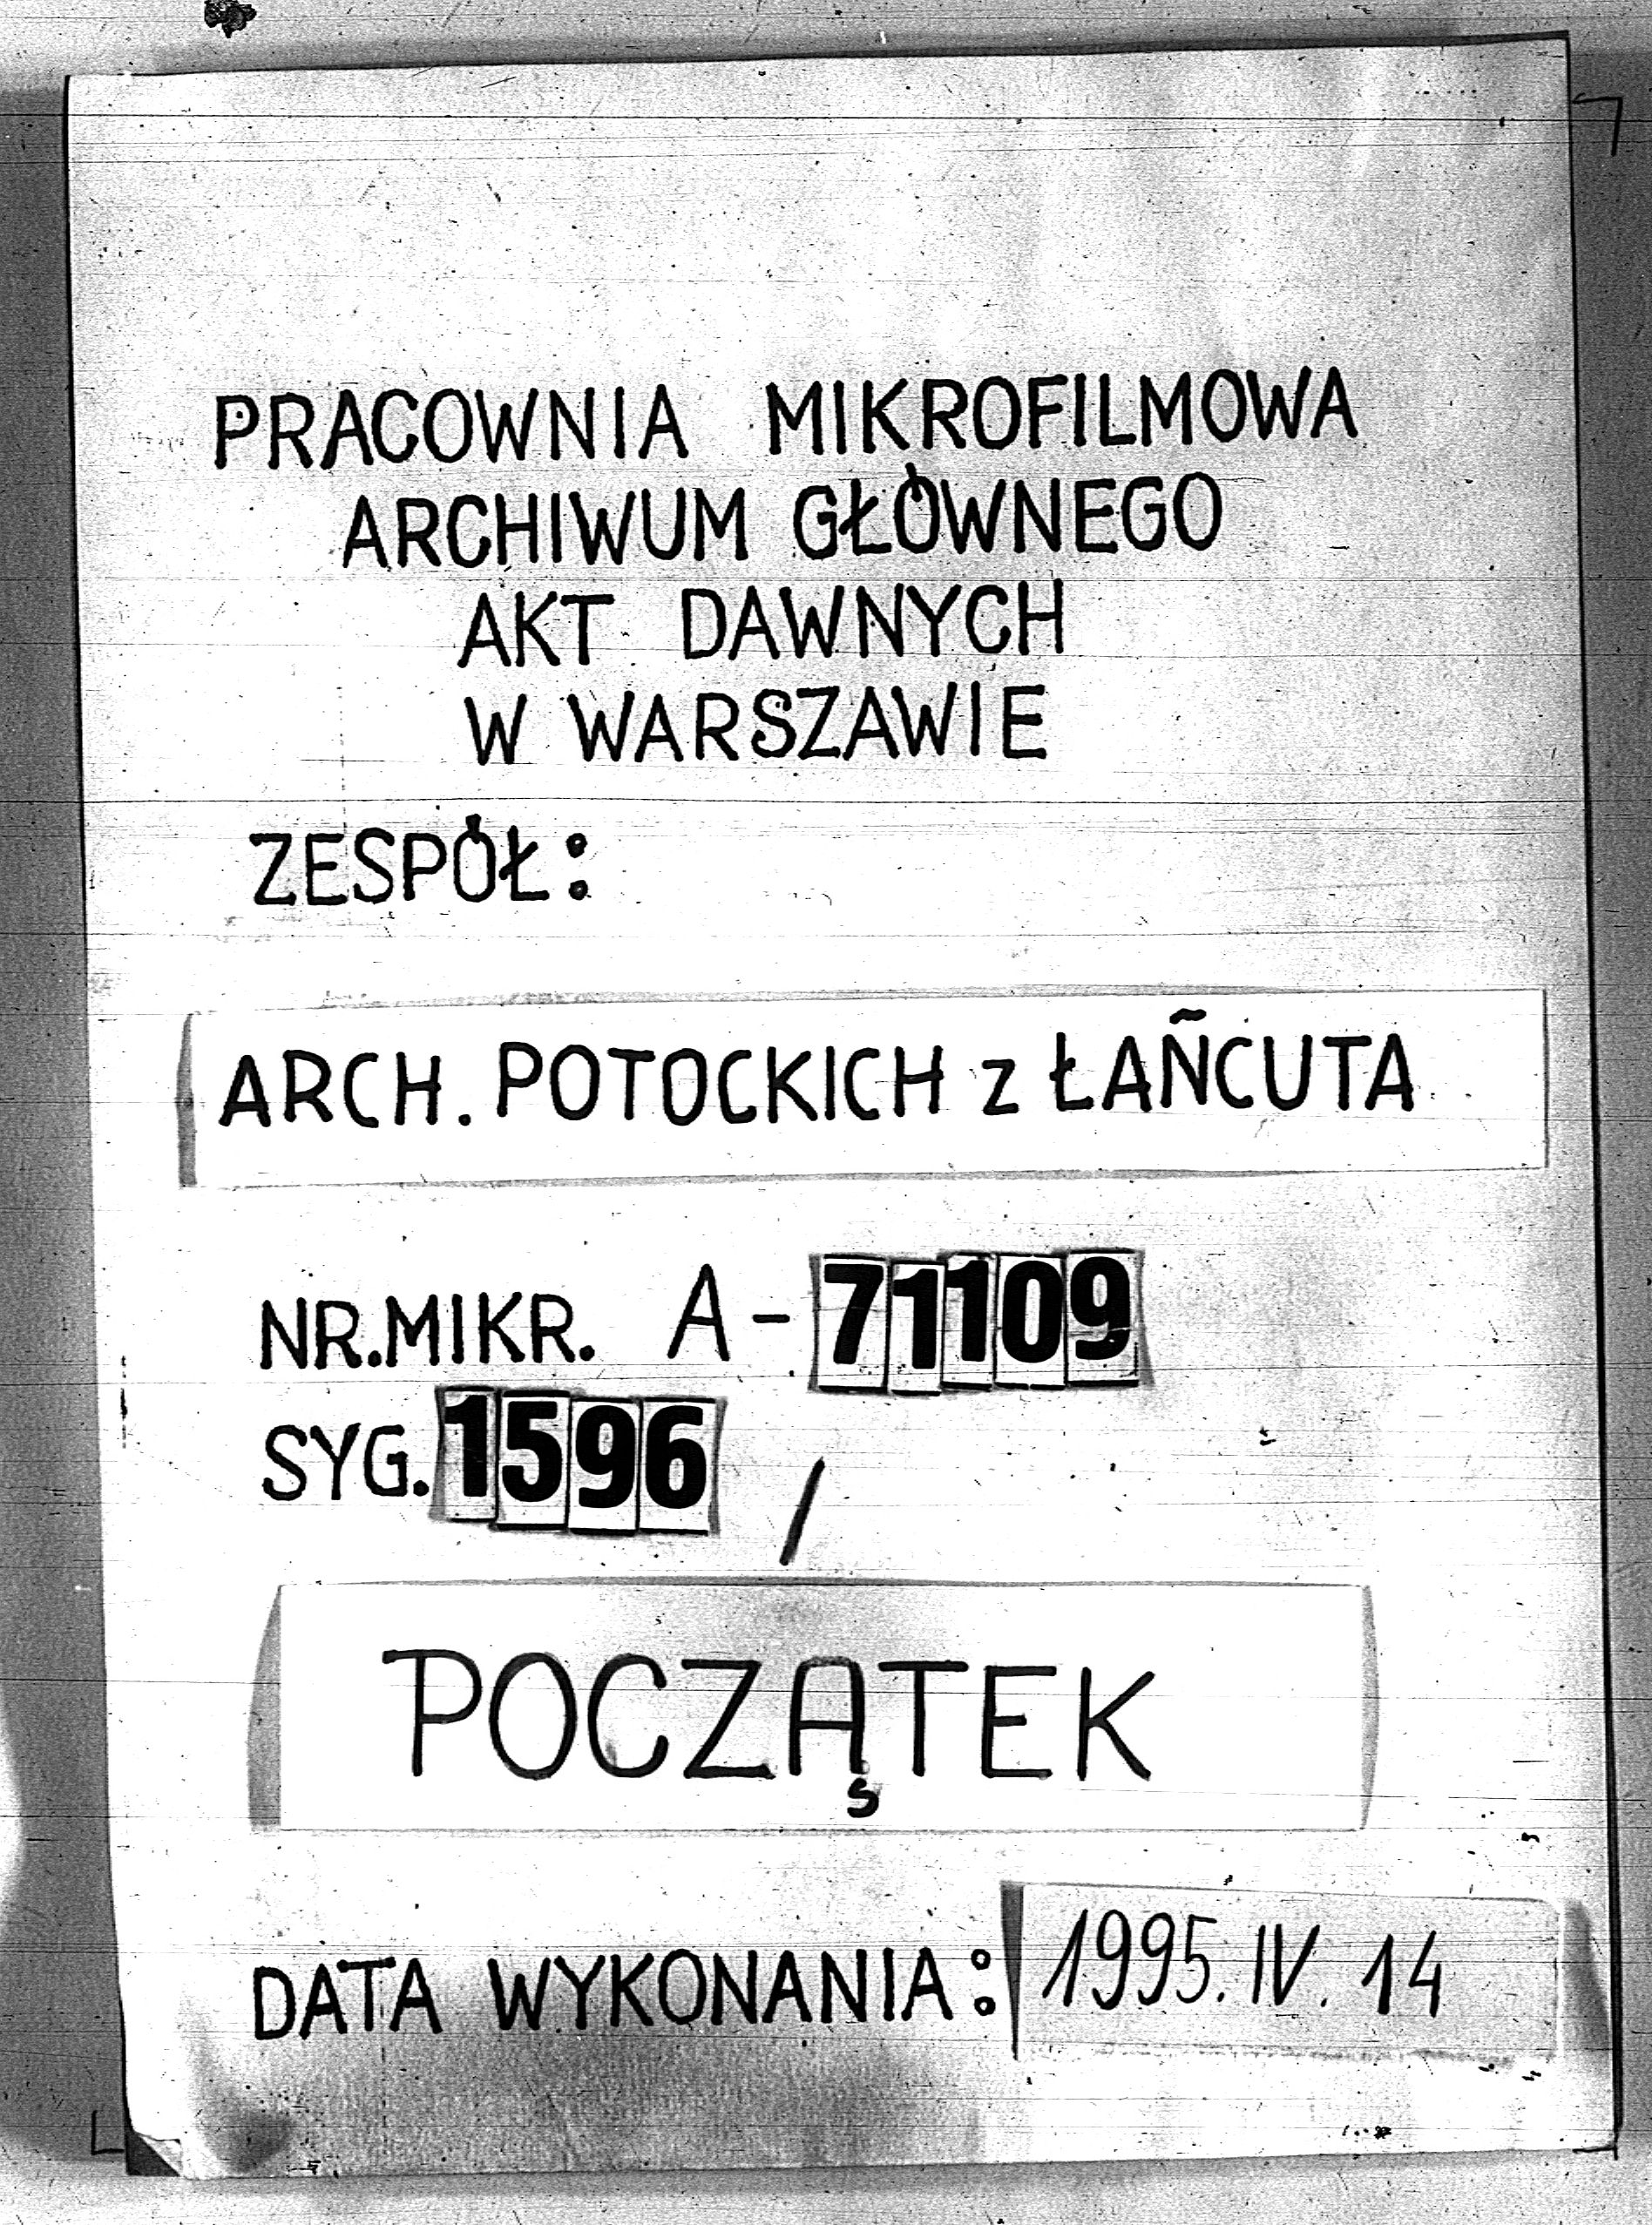 PRACOWNIA MIKROFILMOWA
ARCHIWUM GŁÓWNEGO
AKT DAWNYCH
W WARSZAWIE
ZESPÓŁ:
ARCH. POTOCKICH z ŁAŃCUTA
NR.MIKR. A-71109
SYG. 1596 /
POCZĄTEK
DATA WYKONANIA: 1995.IV.14